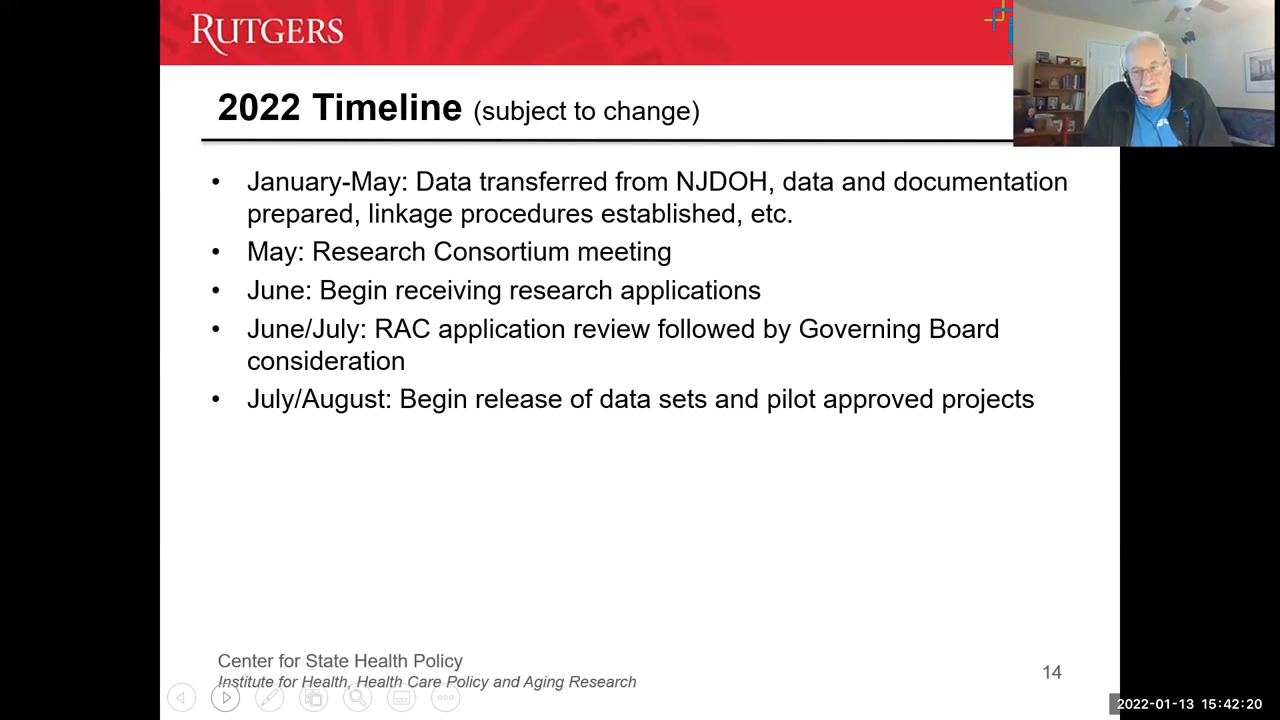 RUTGERS
2022 Timeline (subject to change)
• January-May: Data transferred from NJDOH, data and documentation
prepared, linkage procedures established, etc.
• May: Research Consortium meeting
• June: Begin receiving research applications
• June/July: RAC application review followed by Governing Board
consideration
• July/August: Begin release of data sets and pilot approved projects
Center for State Health Policy
Institute for Health, Health Care Policy and Aging Research
14
2022-01-13 15:42:20